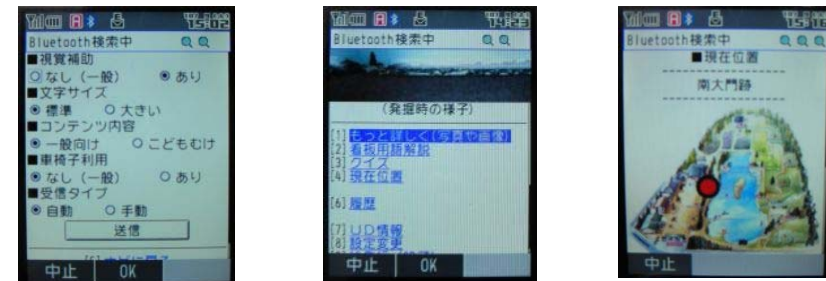 15:02
Bluetooth検索中
■視覚補助
なし（一般） あり
■文字サイズ
標準 大きい
■コンテンツ内容
一般向け こどもむけ
■車椅子利用
なし（一般） あり
■受信タイプ
自動 手動
送信
中止 OK
14:23
Bluetooth検索中
（発掘時の様子）
[1]もっと詳しく(写真や画像)
[2]看板用語解説
[3]クイズ
[4]現在位置
[6]履歴
[7]UD情報
[8]設定変更
中止 OK
Bluetooth検索中
■現在位置
南大門跡
中止